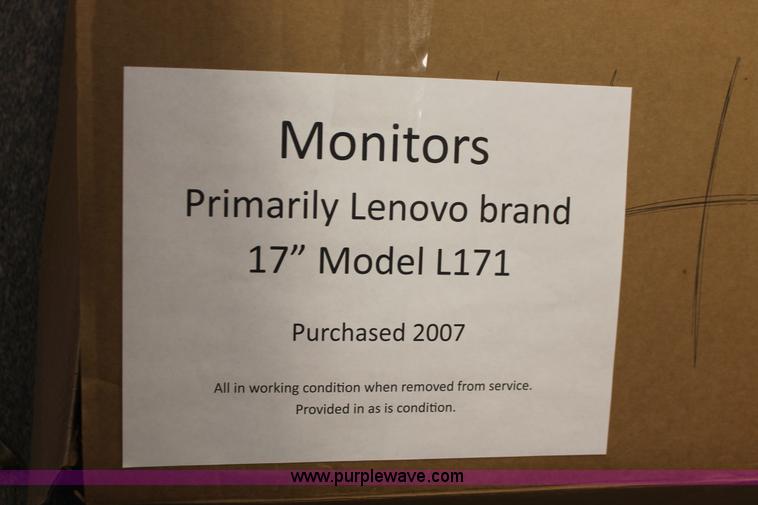 Monitors
Primarily Lenovo brand
17” Model L171
Purchased 2007
All in working condition when removed from service.
Provided in as is condition.
www.purplewave.com